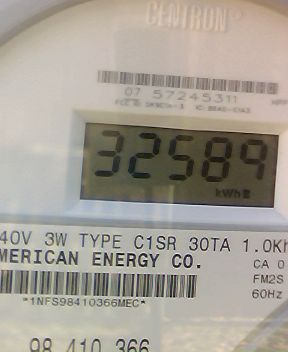 CENTRON®
07 57245311
32589
kWh
40V 3W TYPE C1SR 30TA 1.0Kh
MERICAN ENERGY CO.
CA 0
FM2S
*1NFS98410366MEC*
60Hz
98 410 366